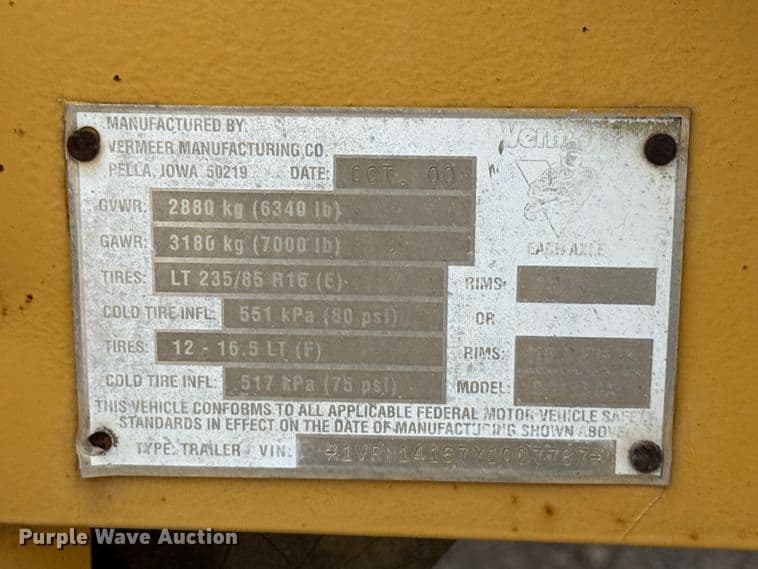 MANUFACTURED BY:
VERMEER MANUFACTURING CO.
PELLA, IOWA 50219 DATE: OCT. 00
GVWR: 2880 kg (6340 lb)
GAWR: 3180 kg (7000 lb) EACH AXLE
TIRES: LT 235/85 R16 (E) RIMS:
COLD TIRE INFL: 551 kPa (80 psi) OR
TIRES: 12 - 16.5 LT (F) RIMS:
COLD TIRE INFL: 517 kPa (75 psi) MODEL:
THIS VEHICLE CONFORMS TO ALL APPLICABLE FEDERAL MOTOR VEHICLE SAFETY
STANDARDS IN EFFECT ON THE DATE OF MANUFACTURING SHOWN ABOVE
TYPE: TRAILER VIN:
Purple Wave Auction